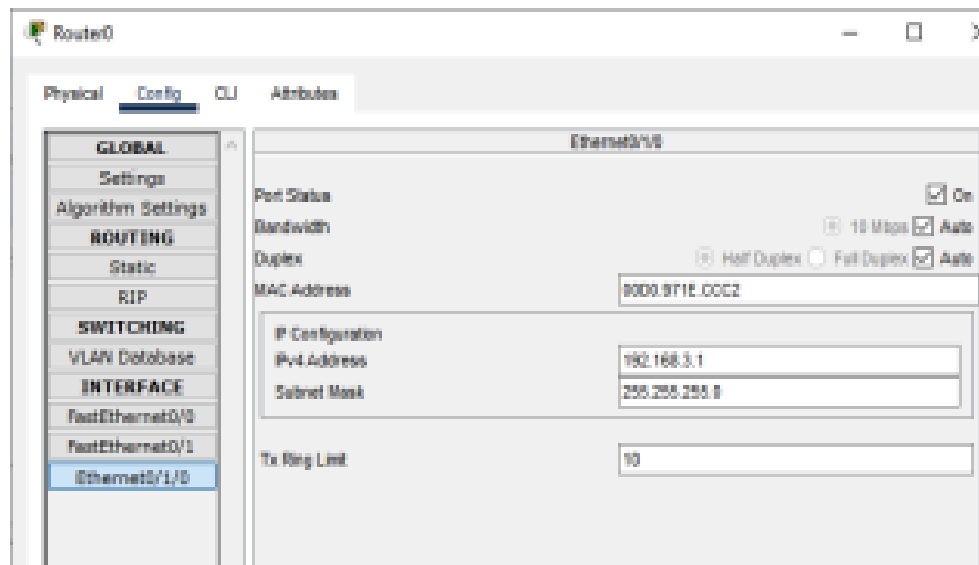 Router0
Physical Config CLI Attributes
GLOBAL
Settings
Algorithm Settings
ROUTING
Static
RIP
SWITCHING
VLAN Database
INTERFACE
FastEthernet0/0
FastEthernet0/1
Ethernet0/1/0
Ethernet0/1/0
Port Status On
Bandwidth 10 Mbps Auto
Duplex Half Duplex Full Duplex Auto
MAC Address 00D0.971E.CCC2
IP Configuration
IPv4 Address 192.168.3.1
Subnet Mask 255.255.255.0
Tx Ring Limit 10